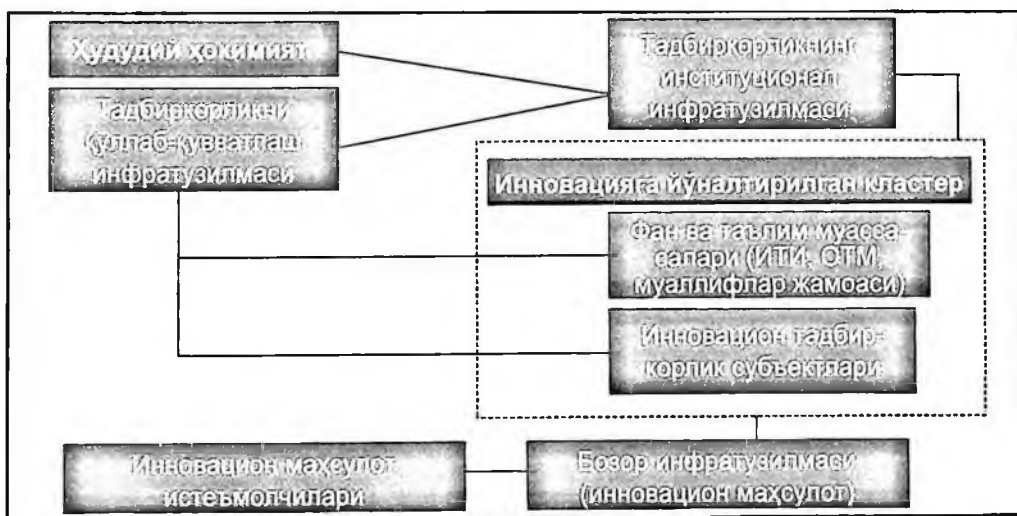 Ҳудудий ҳокимият
Тадбиркорликни
қўллаб-қувватлаш
инфратузилмаси
Тадбиркорликнинг
институционал
инфратузилмаси
Инновацияга йўналтирилган кластер
Фан ва таълим муасса-
салари (ИТИ, ОТМ,
муаллифлар жамоаси)
Инновацион тадбир-
корлик субъектлари
Инновацион маҳсулот
истеъмолчилари
Бозор инфратузилмаси
(инновацион маҳсулот)